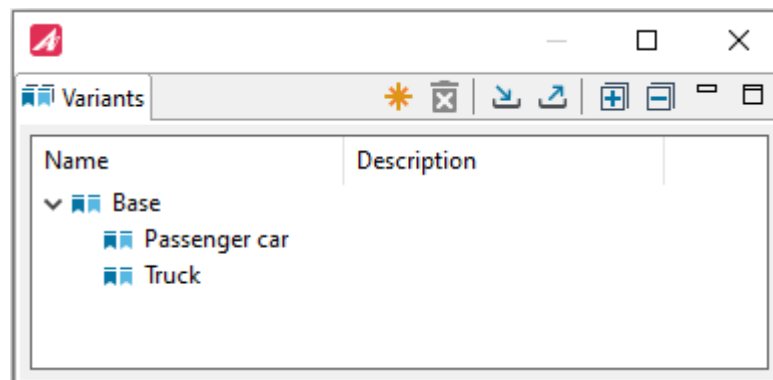 Variants
Name Description
Base
Passenger car
Truck